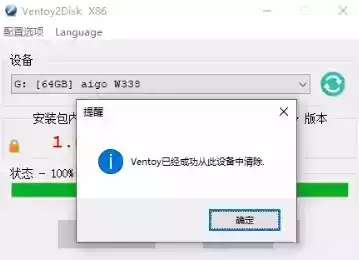 Ventoy2Disk X86
配置选项 Language
设备
G: [64GB] aigo W338
安装包内
版本
提醒
Ventoy已经成功从此设备中清除.
确定
状态 - 100%